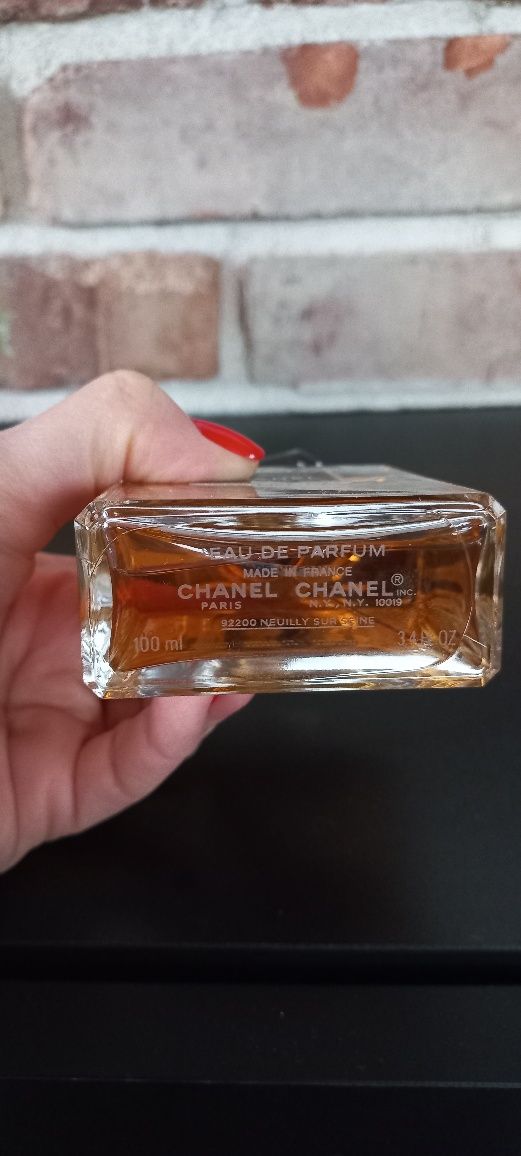 EAU DE PARFUM
MADE IN FRANCE
CHANEL CHANEL® INC.
PARIS N.Y., N.Y. 10019
92200 NEUILLY SUR SEINE
100 ml 3.4 fl. OZ